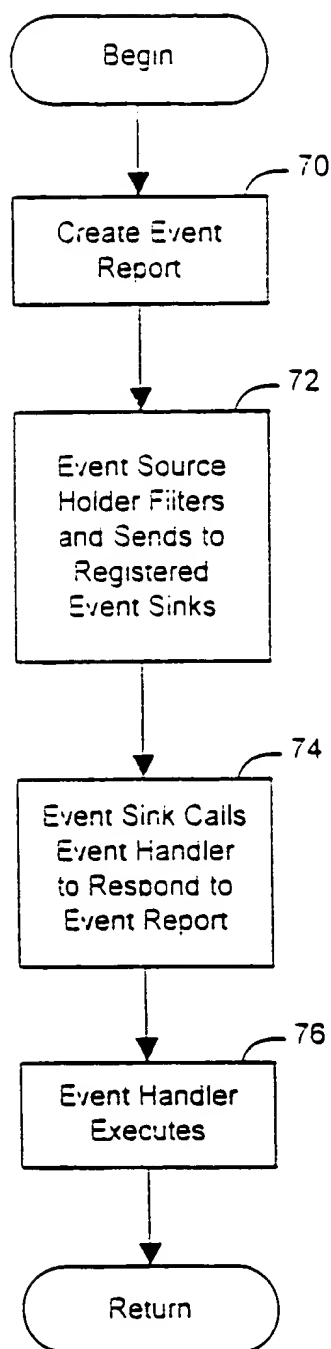 Begin
70
Create Event
Report
72
Event Source
Holder Filters
and Sends to
Registered
Event Sinks
74
Event Sink Calls
Event Handler
to Respond to
Event Report
76
Event Handler
Executes
Return